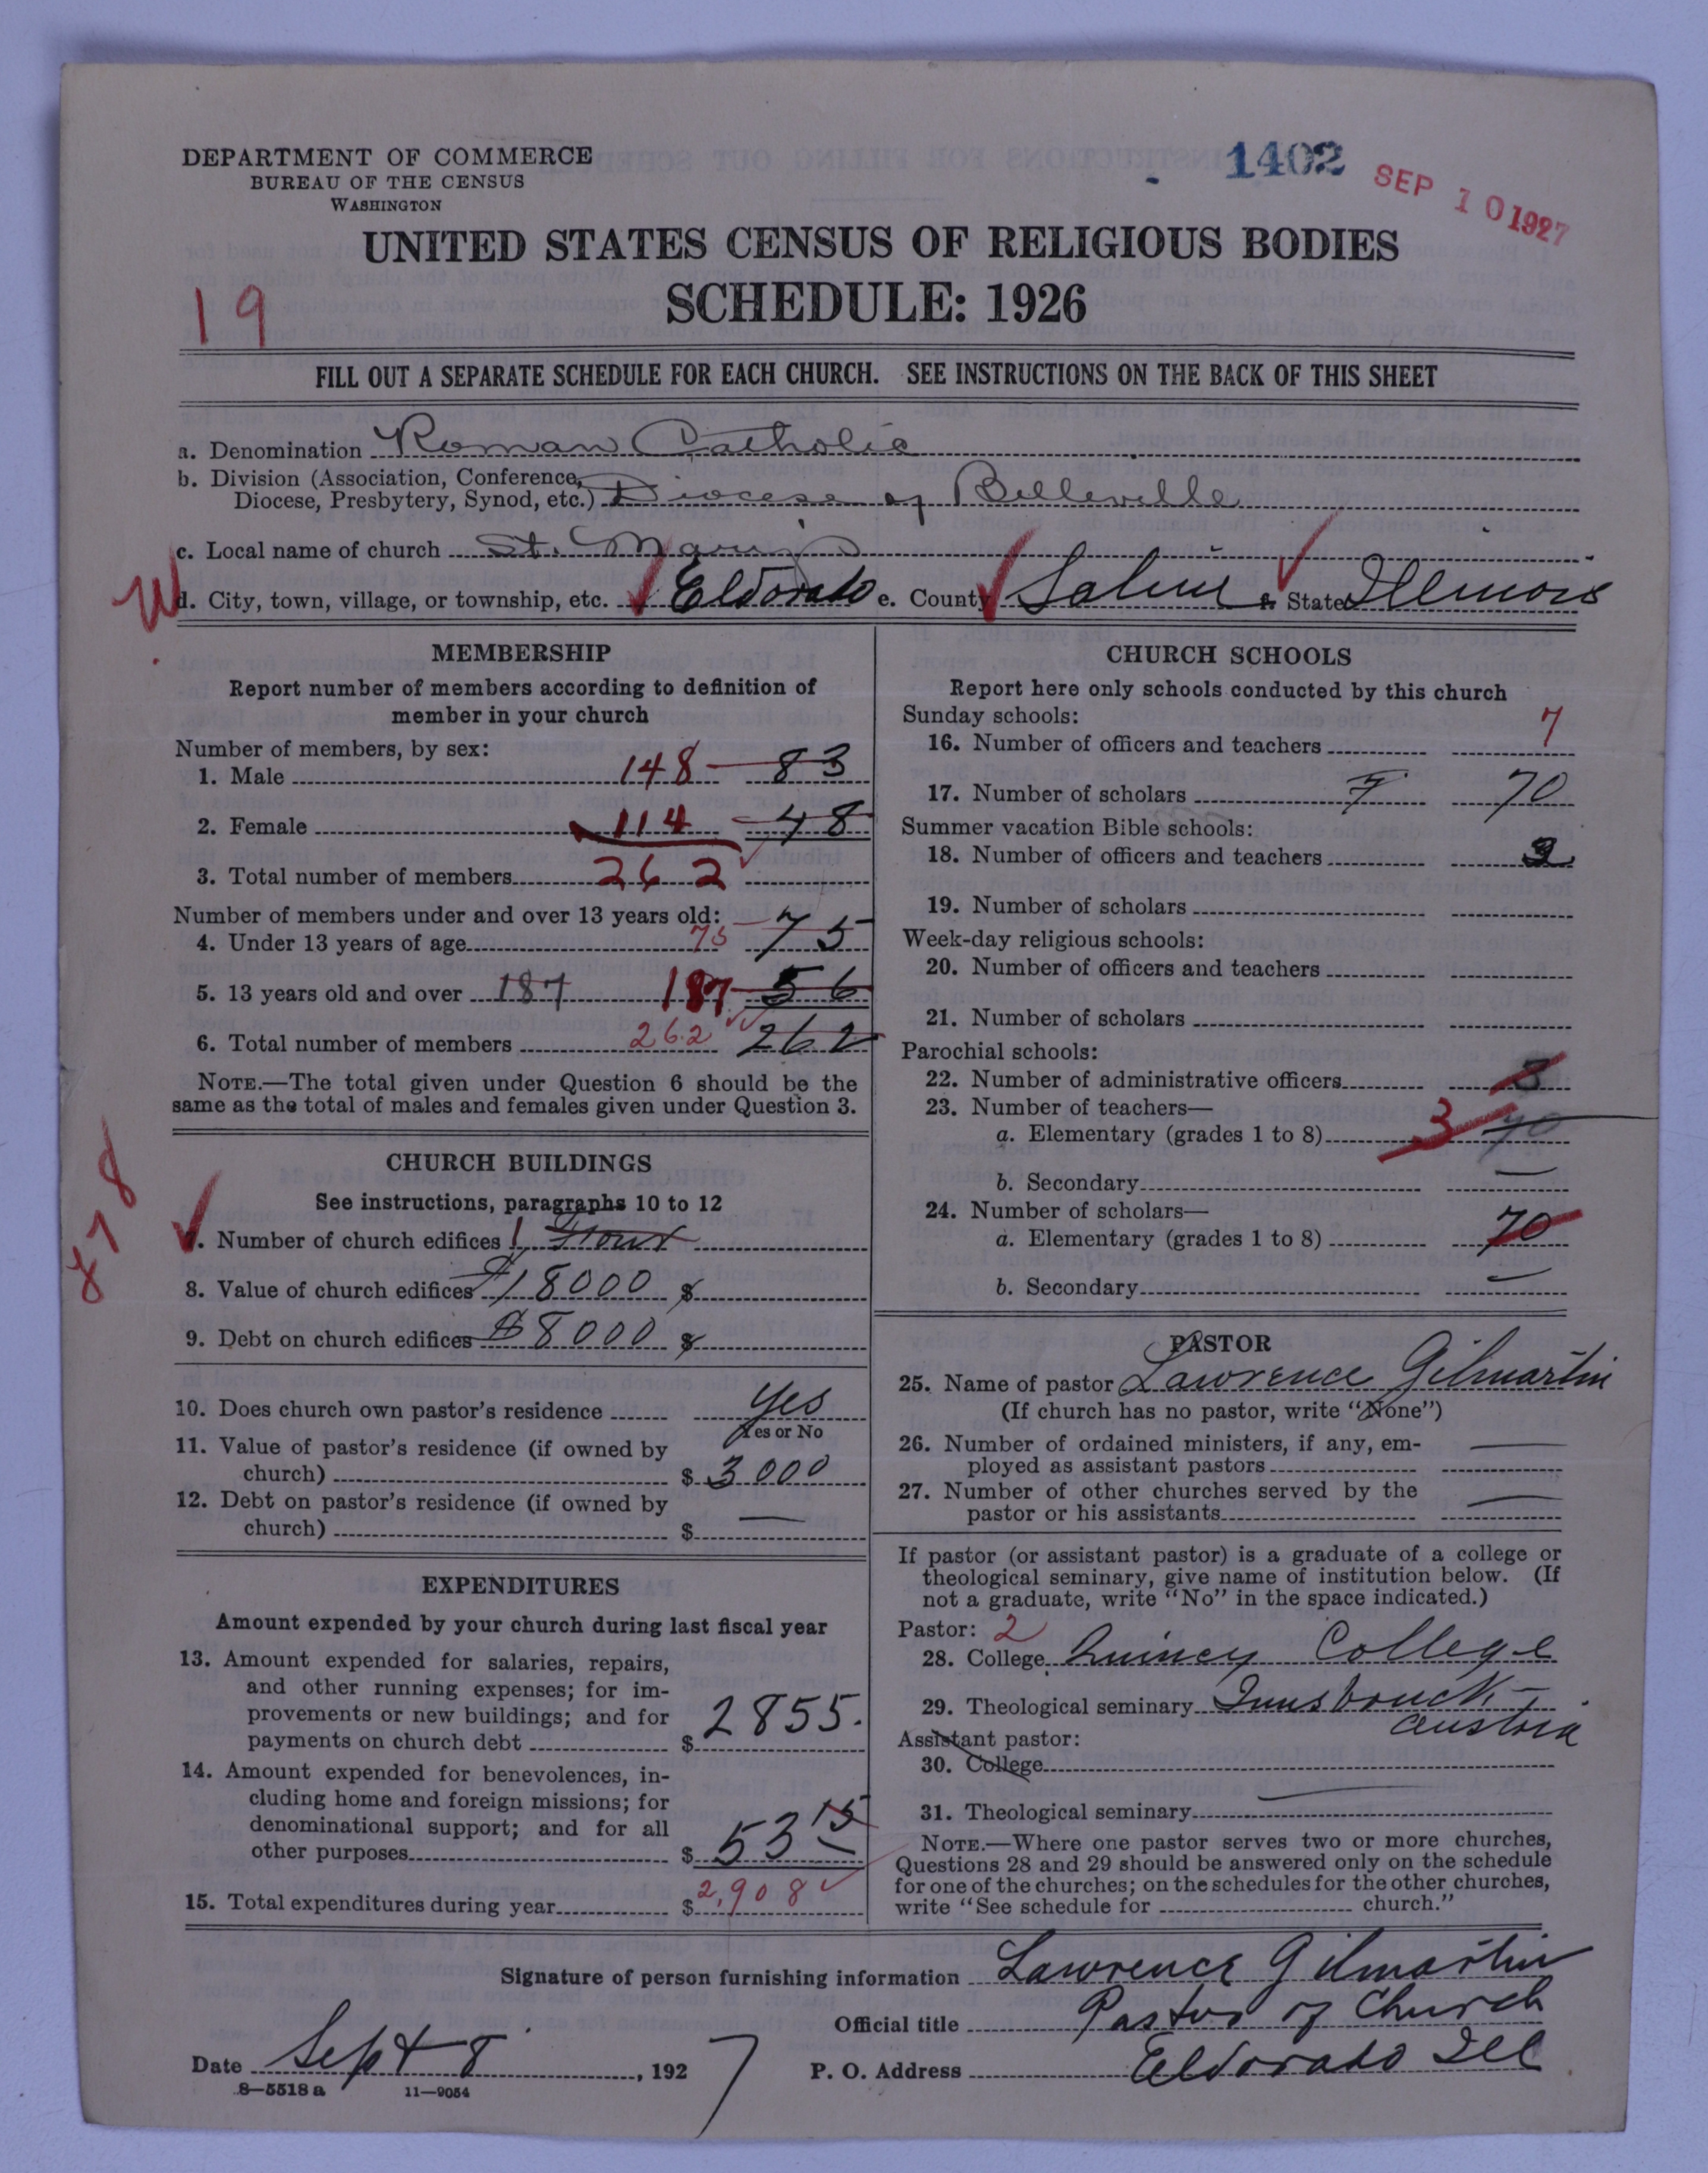 DEPARTMENT OF COMMERCE
BUREAU OF THE CENSUS
WASHINGTON
1402
SEP 10 1927
UNITED STATES CENSUS OF RELIGIOUS BODIES
SCHEDULE: 1926
19
FILL OUT A SEPARATE SCHEDULE FOR EACH CHURCH. SEE INSTRUCTIONS ON THE BACK OF THIS SHEET
a. Denomination Roman Catholic
b. Division (Association, Conference,
Diocese, Presbytery, Synod, etc.) Diocese of Belleville
c. Local name of church St. Mary's
d. City, town, village, or township, etc. Eldorado e. County Saline State Illinois
MEMBERSHIP
Report number of members according to definition of
member in your church
Number of members, by sex:
1. Male 148 83
2. Female 114 48
3. Total number of members 262
Number of members under and over 13 years old:
4. Under 13 years of age 75 75
5. 13 years old and over 187 187 56
6. Total number of members 262 262
NOTE.—The total given under Question 6 should be the
same as the total of males and females given under Question 3.
CHURCH BUILDINGS
See instructions, paragraphs 10 to 12
7. Number of church edifices 1
8. Value of church edifices $18000 $
9. Debt on church edifices $8000 $
10. Does church own pastor's residence Yes
Yes or No
11. Value of pastor's residence (if owned by
church) $ 3000
12. Debt on pastor's residence (if owned by
church) $ —
EXPENDITURES
Amount expended by your church during last fiscal year
13. Amount expended for salaries, repairs,
and other running expenses; for im-
provements or new buildings; and for
payments on church debt $ 2855.
14. Amount expended for benevolences, in-
cluding home and foreign missions; for
denominational support; and for all
other purposes $ 53 15
15. Total expenditures during year $ 2,908
CHURCH SCHOOLS
Report here only schools conducted by this church
Sunday schools:
16. Number of officers and teachers 7
17. Number of scholars 7 70
Summer vacation Bible schools:
18. Number of officers and teachers
19. Number of scholars
Week-day religious schools:
20. Number of officers and teachers
21. Number of scholars
Parochial schools:
22. Number of administrative officers 3
23. Number of teachers—
a. Elementary (grades 1 to 8) 3 70
b. Secondary —
24. Number of scholars—
a. Elementary (grades 1 to 8) 70
b. Secondary —
PASTOR
25. Name of pastor Lawrence Gilmartin
(If church has no pastor, write "None")
26. Number of ordained ministers, if any, em-
ployed as assistant pastors —
27. Number of other churches served by the
pastor or his assistants —
If pastor (or assistant pastor) is a graduate of a college or
theological seminary, give name of institution below. (If
not a graduate, write "No" in the space indicated.)
Pastor: 2
28. College Quincy College
29. Theological seminary Innsbruck—
Austria
Assistant pastor:
30. College
31. Theological seminary —
NOTE.—Where one pastor serves two or more churches,
Questions 28 and 29 should be answered only on the schedule
for one of the churches; on the schedules for the other churches,
write "See schedule for church."
Signature of person furnishing information Lawrence Gilmartin
Official title Pastor of Church
Date Sept 8, 1927 P. O. Address Eldorado Ill
8—5518 a 11—9054